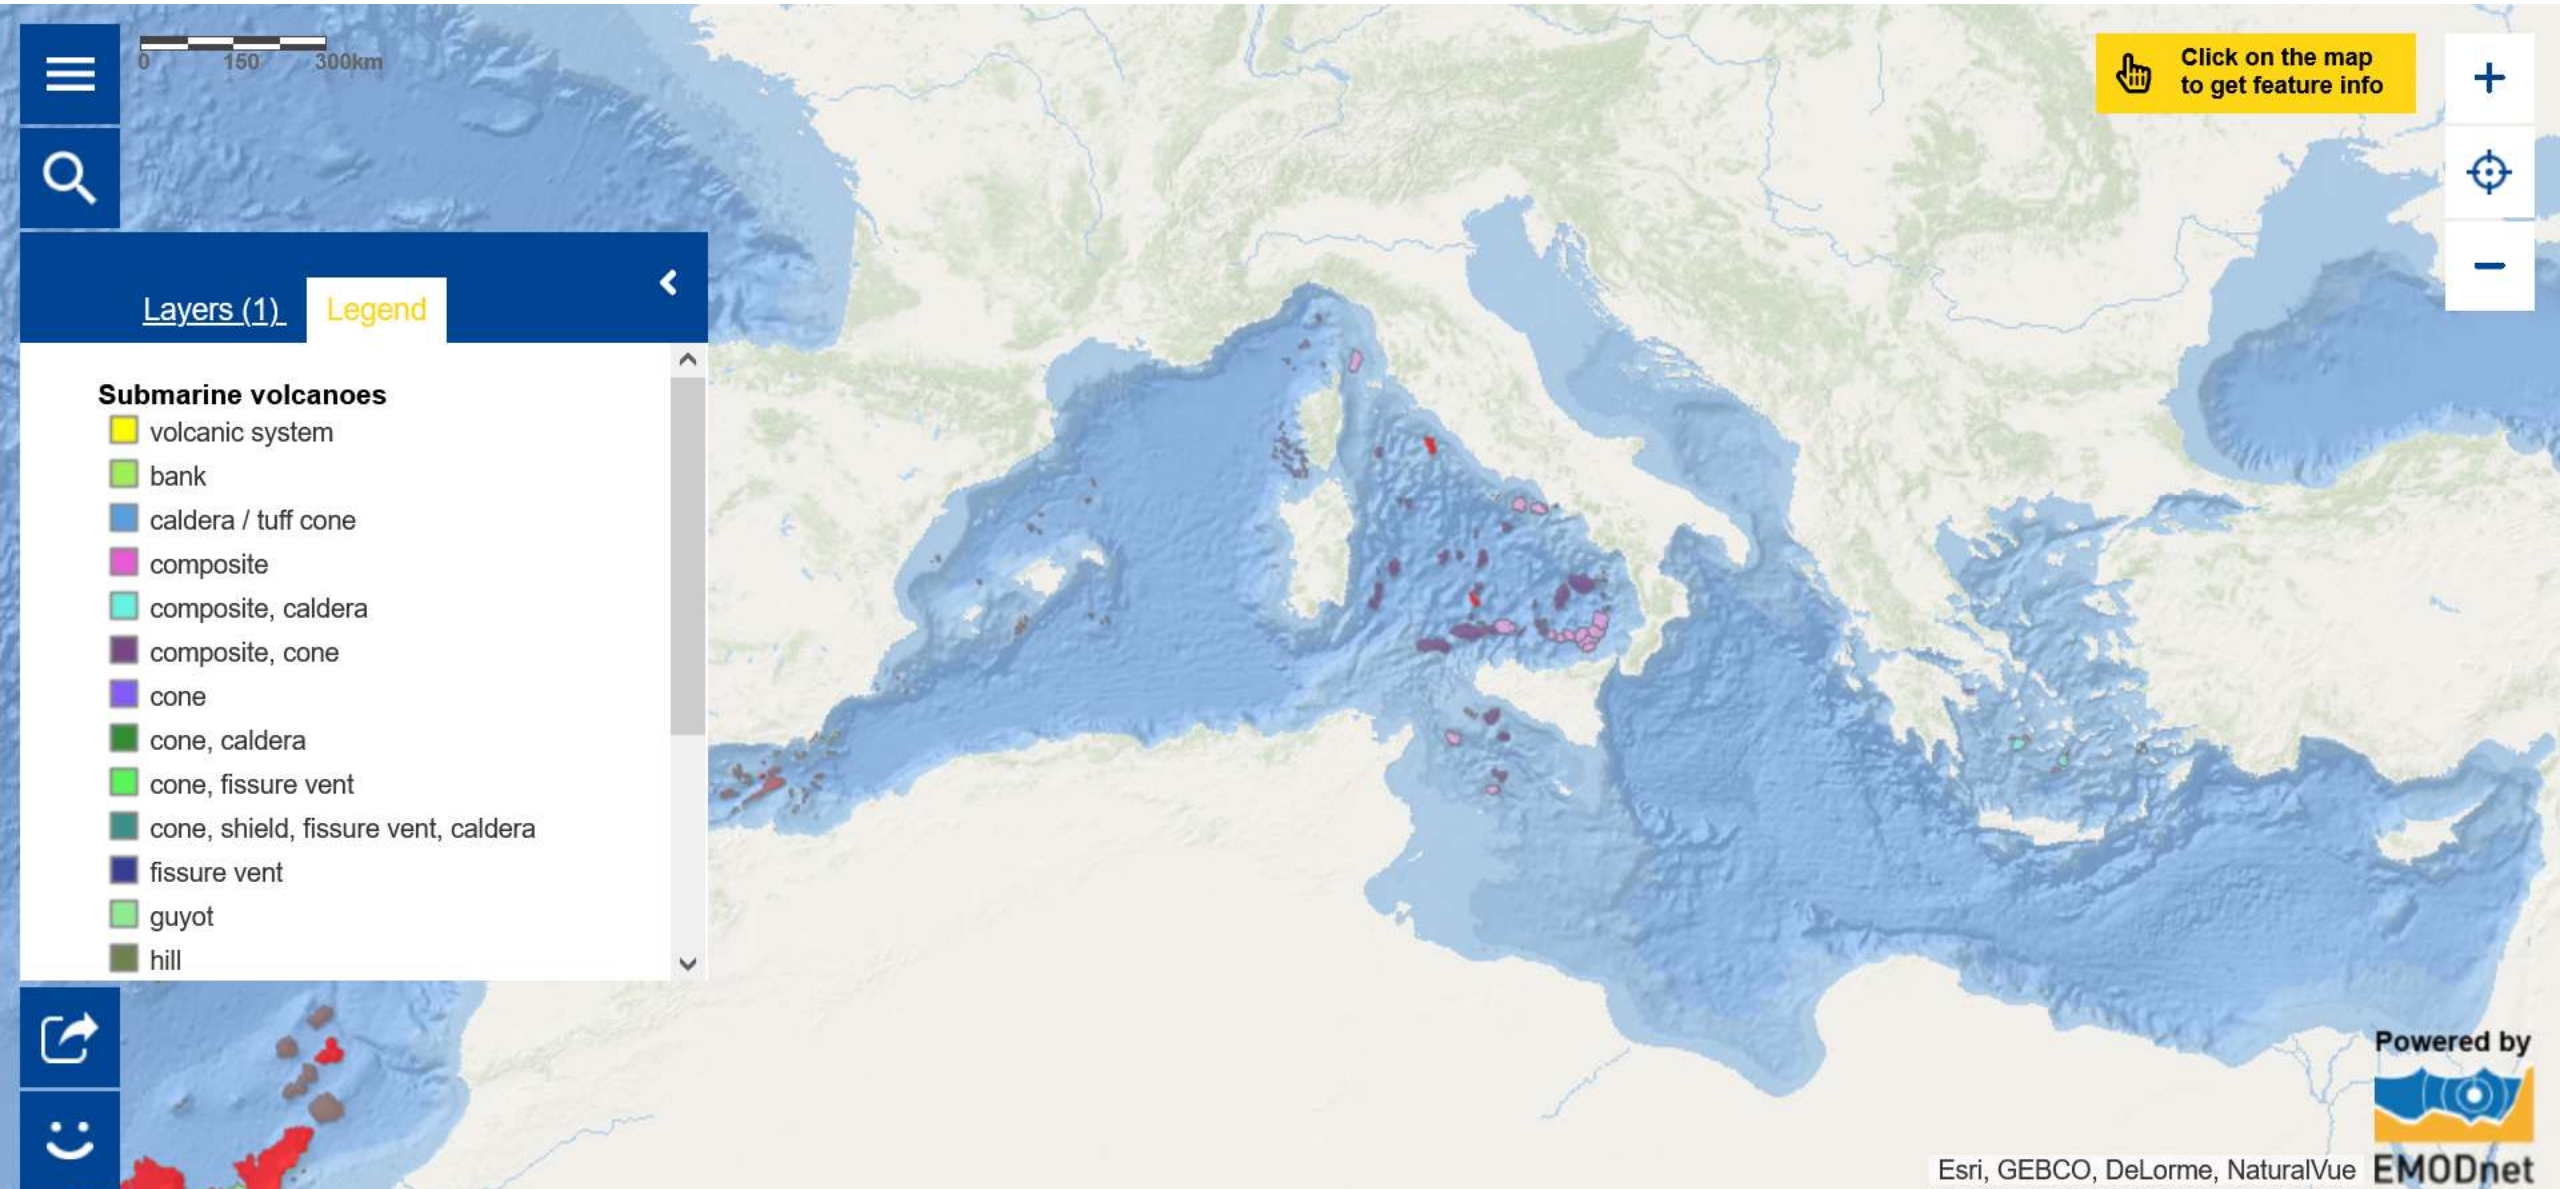 0 150 300km
Click on the map
to get feature info
Layers (1)
Legend
Submarine volcanoes
volcanic system
bank
caldera / tuff cone
composite
composite, caldera
composite, cone
cone
cone, caldera
cone, fissure vent
cone, shield, fissure vent, caldera
fissure vent
guyot
hill
Powered by
EMODnet
Esri, GEBCO, DeLorme, NaturalVue